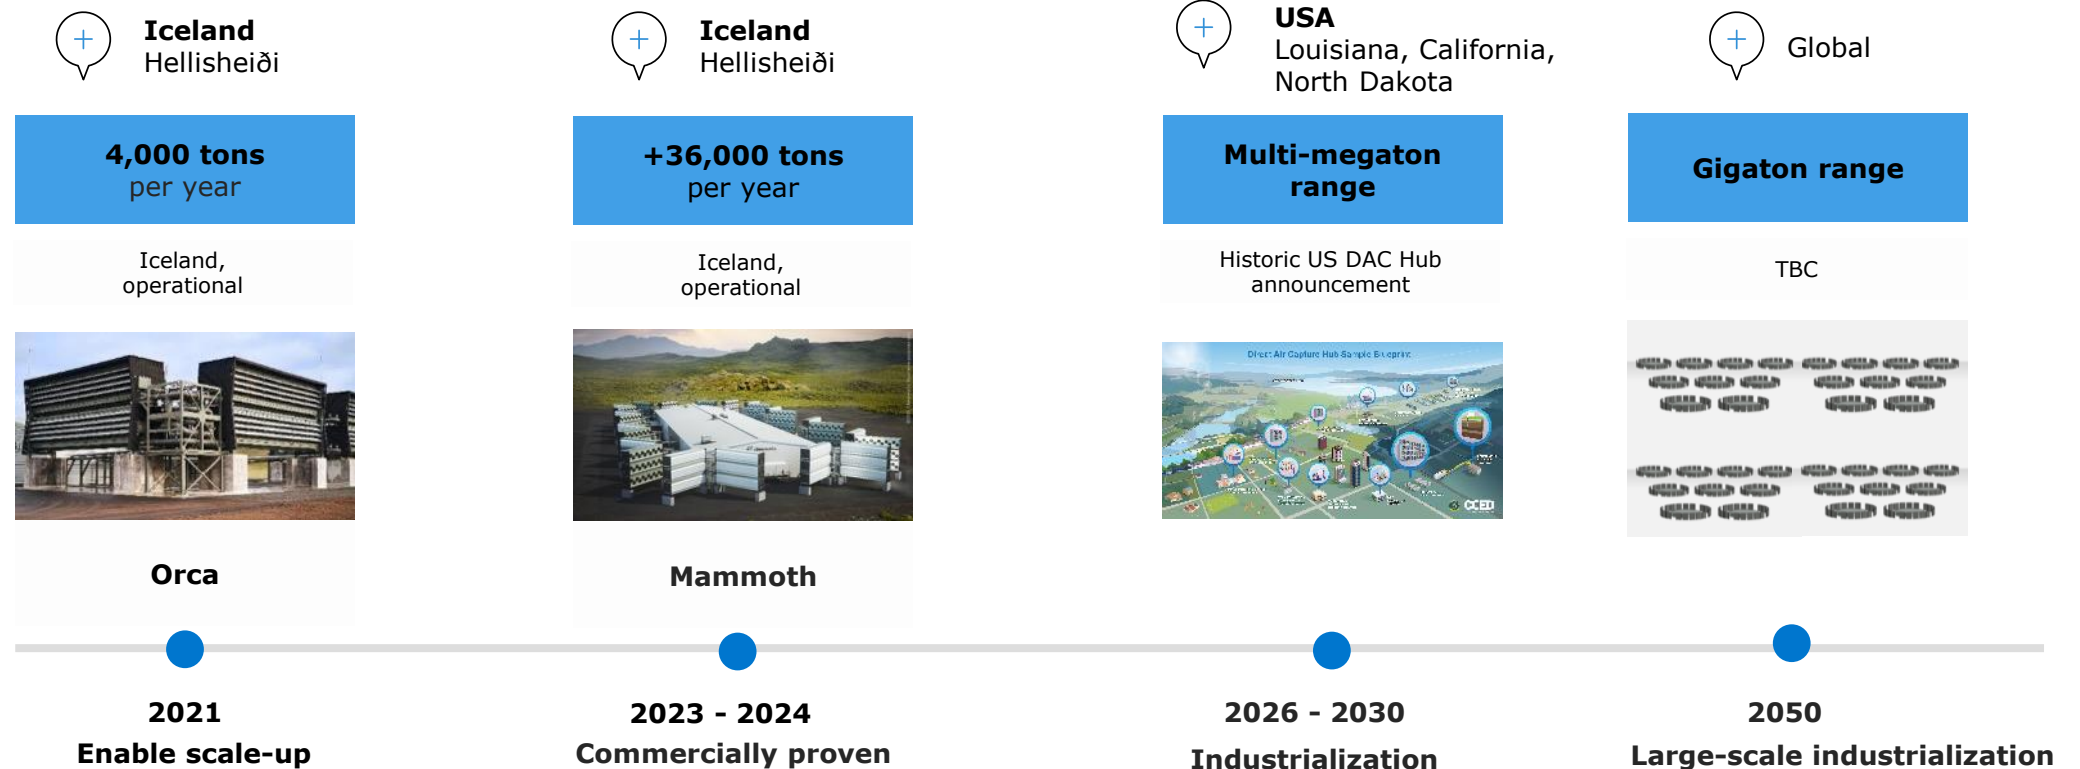 Iceland
Hellisheiði
4,000 tons
per year
Iceland,
operational
Orca
2021
Enable scale-up
Iceland
Hellisheiði
+36,000 tons
per year
Iceland,
operational
Mammoth
2023 - 2024
Commercially proven
USA
Louisiana, California,
North Dakota
Multi-megaton
range
Historic US DAC Hub
announcement
Direct Air Capture Hub Sample Blueprint
2026 - 2030
Industrialization
Global
Gigaton range
TBC
2050
Large-scale industrialization